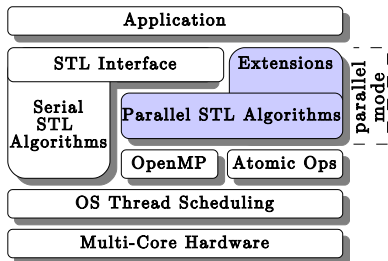 Application
STL Interface
Extensions
Serial
STL
Algorithms
Parallel STL Algorithms
OpenMP
Atomic Ops
OS Thread Scheduling
Multi-Core Hardware
parallel
mode